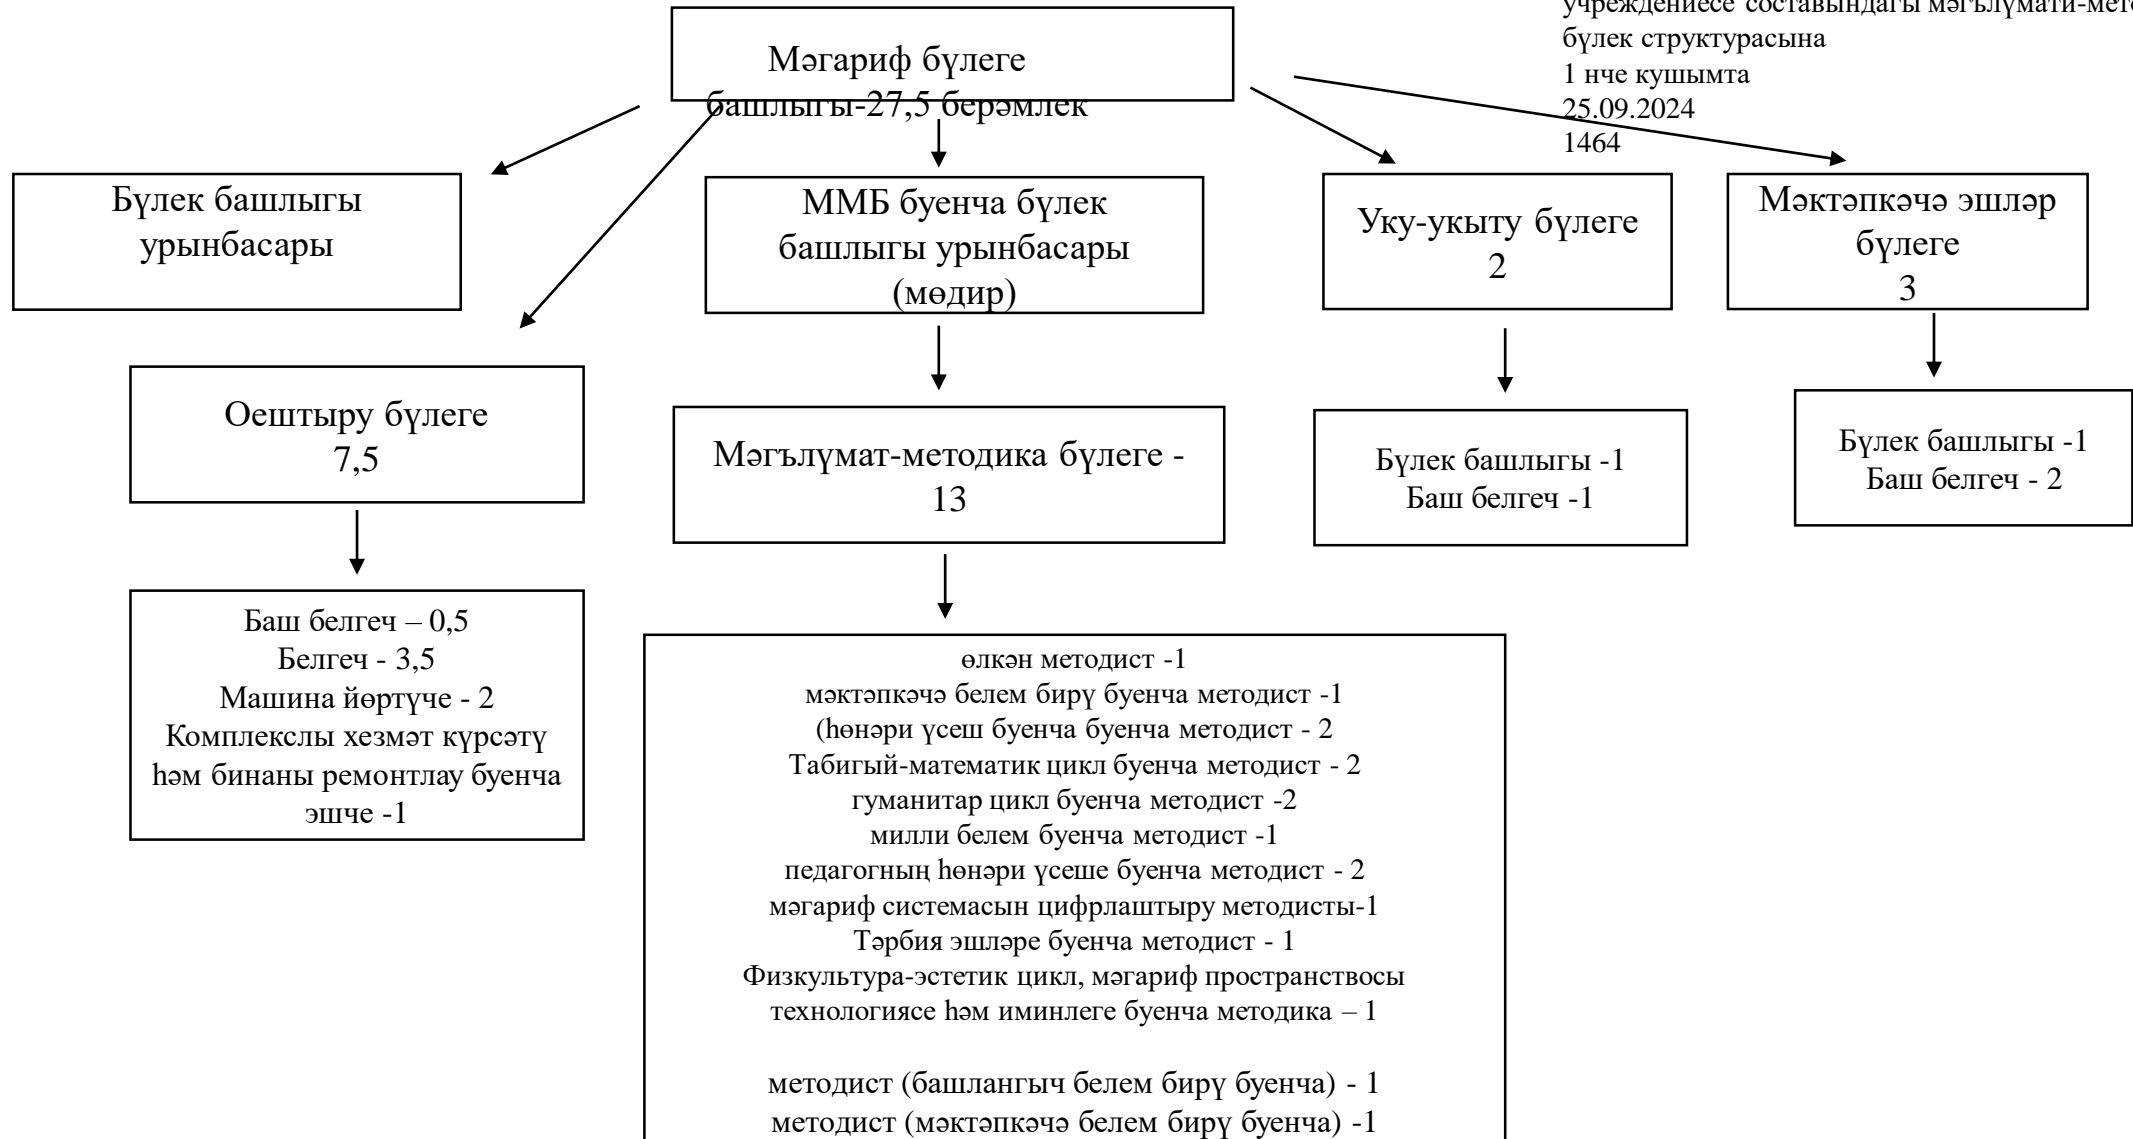 учреждениесе составындагы мәгълүмати-мето
бүлек структурасына
1 нче кушымта
25.09.2024
1464
Мәгариф бүлеге
башлыгы-27,5 берәмлек
Бүлек башлыгы
урынбасары
ММБ буенча бүлек
башлыгы урынбасары
(мөдир)
Уку-укыту бүлеге
2
Мәктәпкәчә эшләр
бүлеге
3
Оештыру бүлеге
7,5
Мәгълүмат-методика бүлеге -
13
Бүлек башлыгы -1
Баш белгеч -1
Бүлек башлыгы -1
Баш белгеч - 2
Баш белгеч – 0,5
Белгеч - 3,5
Машина йөртүче - 2
Комплекслы хезмәт күрсәтү
һәм бинаны ремонтлау буенча
эшче -1
өлкән методист -1
мәктәпкәчә белем бирү буенча методист -1
(һөнәри үсеш буенча буенча методист - 2
Табигый-математик цикл буенча методист - 2
гуманитар цикл буенча методист -2
милли белем буенча методист -1
педагогның һөнәри үсеше буенча методист - 2
мәгариф системасын цифрлаштыру методисты-1
Тәрбия эшләре буенча методист - 1
Физкультура-эстетик цикл, мәгариф пространствосы
технологиясе һәм иминлеге буенча методика – 1
методист (башлангыч белем бирү буенча) - 1
методист (мәктәпкәчә белем бирү буенча) -1